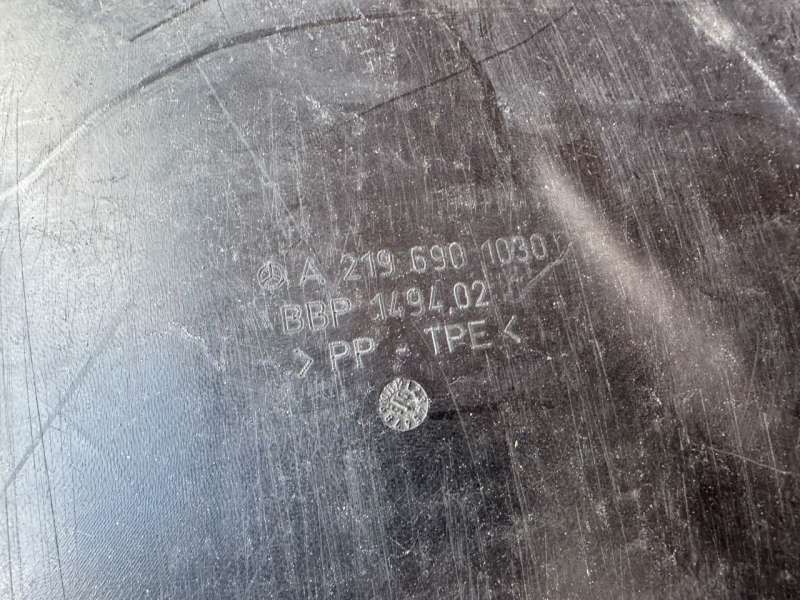 A 219 690 1030
BBP 1494.02
> PP - TPE <